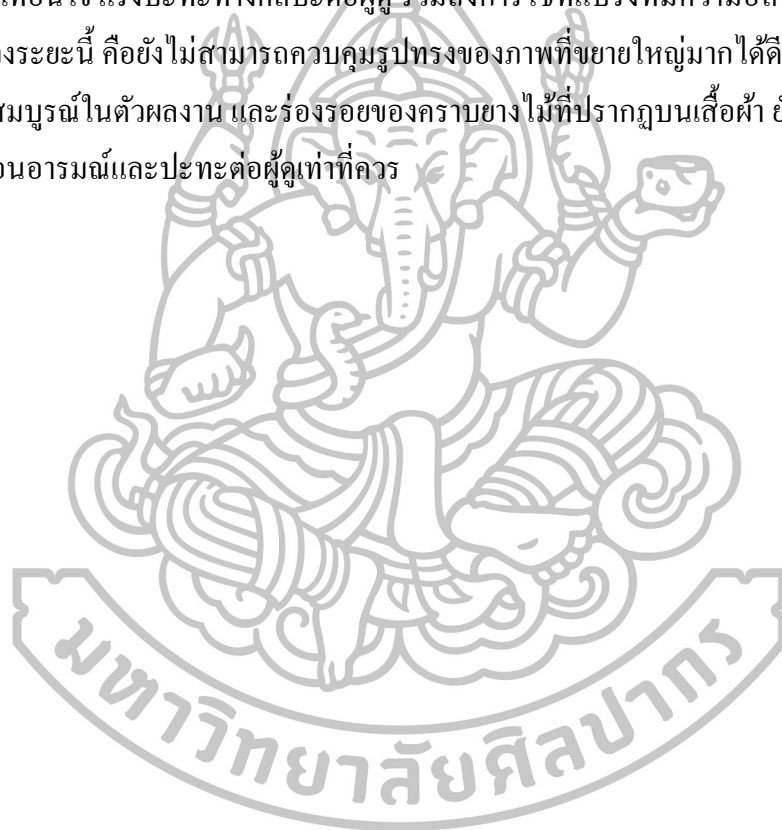 งระยะนี้ คือยังไม่สามารถควบคุมรูปทรงของภาพที่ขยายใหญ่มากได้ดี
สมบูรณ์ในตัวผลงาน และร่องรอยของคราบยางไม้ที่ปรากฏบนเสื้อผ้า
อนอารมณ์และปะทะต่อผู้ดูเท่าที่ควร
มหาวิทยาลัยศิลปากร